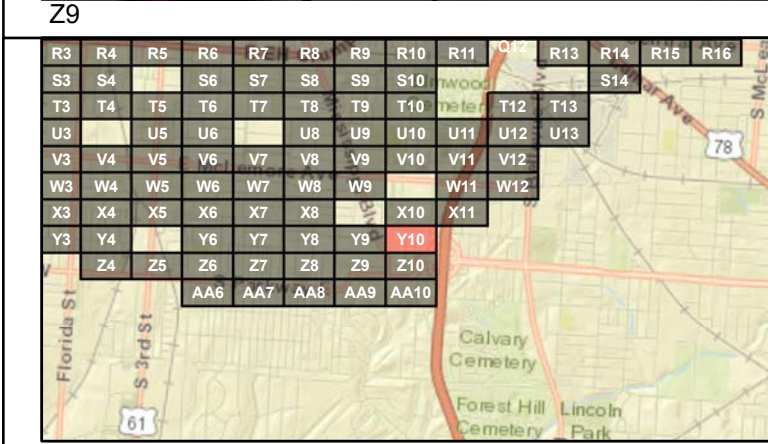 Z9
R3 R4 R5 R6 R7 R8 R9 R10 R11 Q12 R13 R14 R15 R16
S3 S4 S6 S7 S8 S9 S10 S14
T3 T4 T5 T6 T7 T8 T9 T10 T12 T13
U3 U5 U6 U8 U9 U10 U11 U12 U13
V3 V4 V5 V6 V7 V8 V9 V10 V11 V12
W3 W4 W5 W6 W7 W8 W9 W11 W12
X3 X4 X5 X6 X7 X8 X10 X11
Y3 Y4 Y6 Y7 Y8 Y9 Y10
Z4 Z5 Z6 Z7 Z8 Z9 Z10
AA6 AA7 AA8 AA9 AA10
78
S McLea
Blvd
Florida St
S 3rd St
61
Calvary
Cemetery
Forest Hill
Cemetery
Lincoln
Park